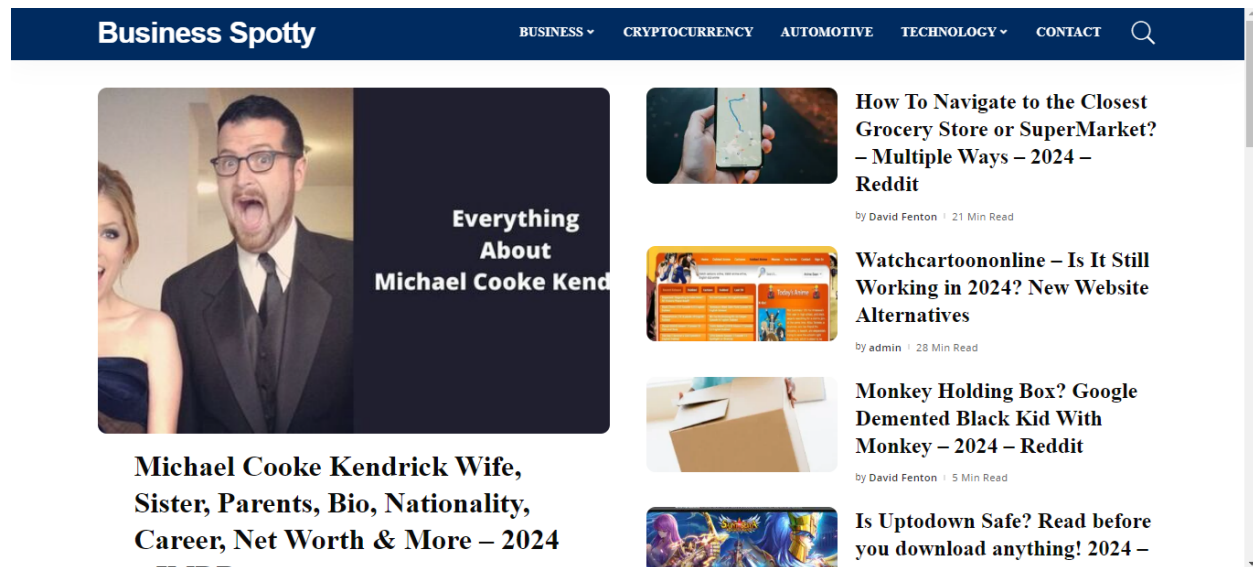 Business Spotty
BUSINESS
CRYPTOCURRENCY
AUTOMOTIVE
TECHNOLOGY
CONTACT
Everything
About
Michael Cooke Kend
Michael Cooke Kendrick Wife,
Sister, Parents, Bio, Nationality,
Career, Net Worth & More – 2024
How To Navigate to the Closest
Grocery Store or SuperMarket?
– Multiple Ways – 2024 –
Reddit
by David Fenton
21 Min Read
Today's Anime
Watchcartoononline – Is It Still
Working in 2024? New Website
Alternatives
by admin
28 Min Read
Monkey Holding Box? Google
Demented Black Kid With
Monkey – 2024 – Reddit
by David Fenton
5 Min Read
Is Uptodown Safe? Read before
you download anything! 2024 –